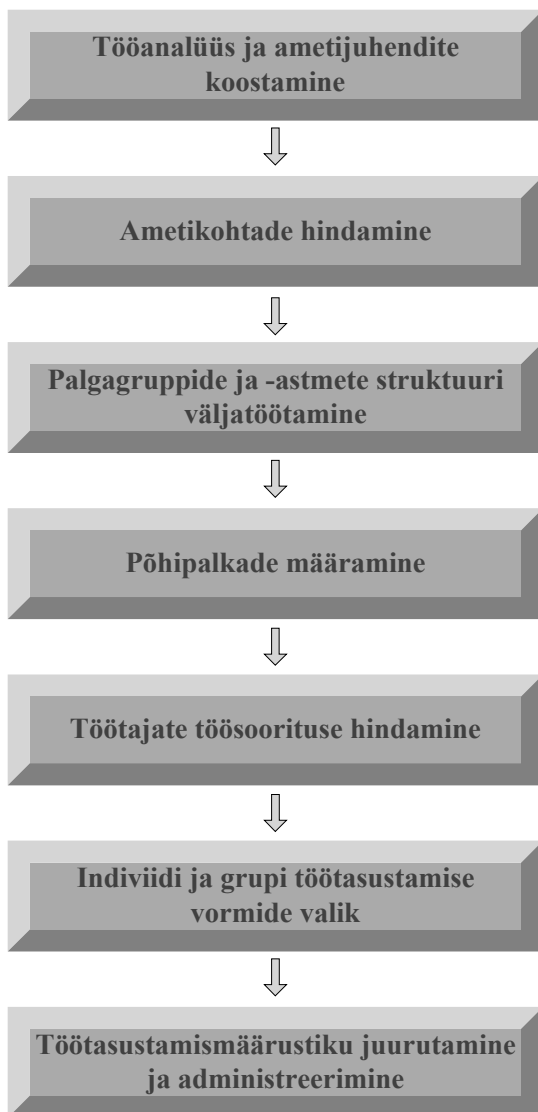 Tööanalüüs ja ametijuhendite
koostamine
Ametikohtade hindamine
Palgagruppide ja -astmete struktuuri
väljatöötamine
Põhipalkade määramine
Töötajate töösoorituse hindamine
Indiviidi ja grupi töötasustamise
vormide valik
Töötasustamismäärustiku juurutamine
ja administreerimine